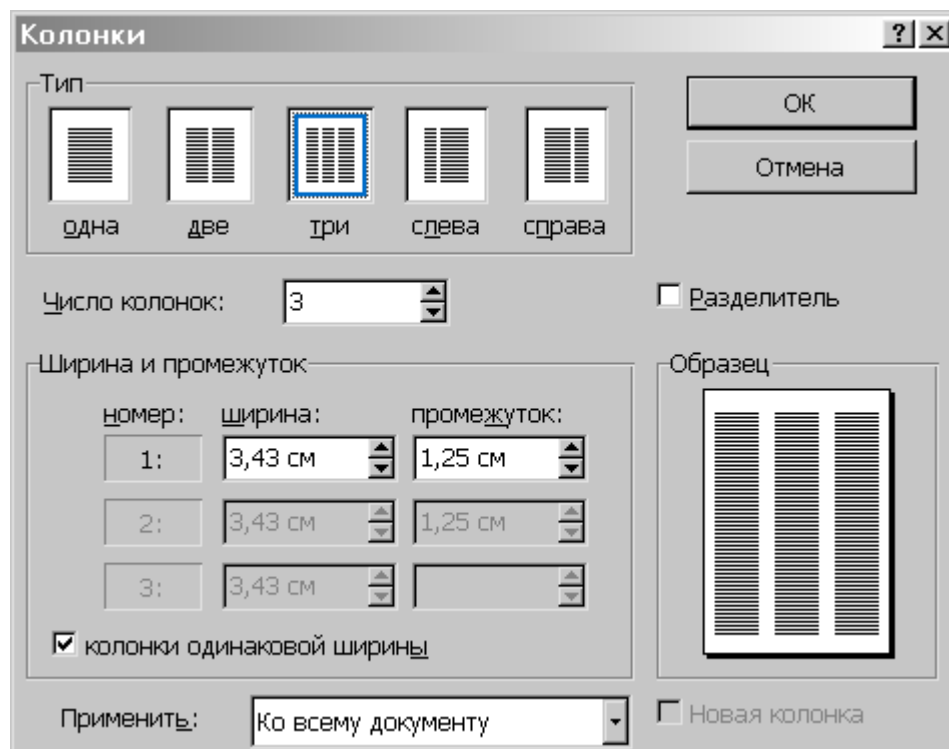 Колонки
Тип
ОК
Отмена
одна две три слева справа
Число колонок: 3
Разделитель
Ширина и промежуток
Образец
номер: ширина: промежуток:
1: 3,43 см 1,25 см
2: 3,43 см 1,25 см
3: 3,43 см
колонки одинаковой ширины
Применить: Ко всему документу
Новая колонка